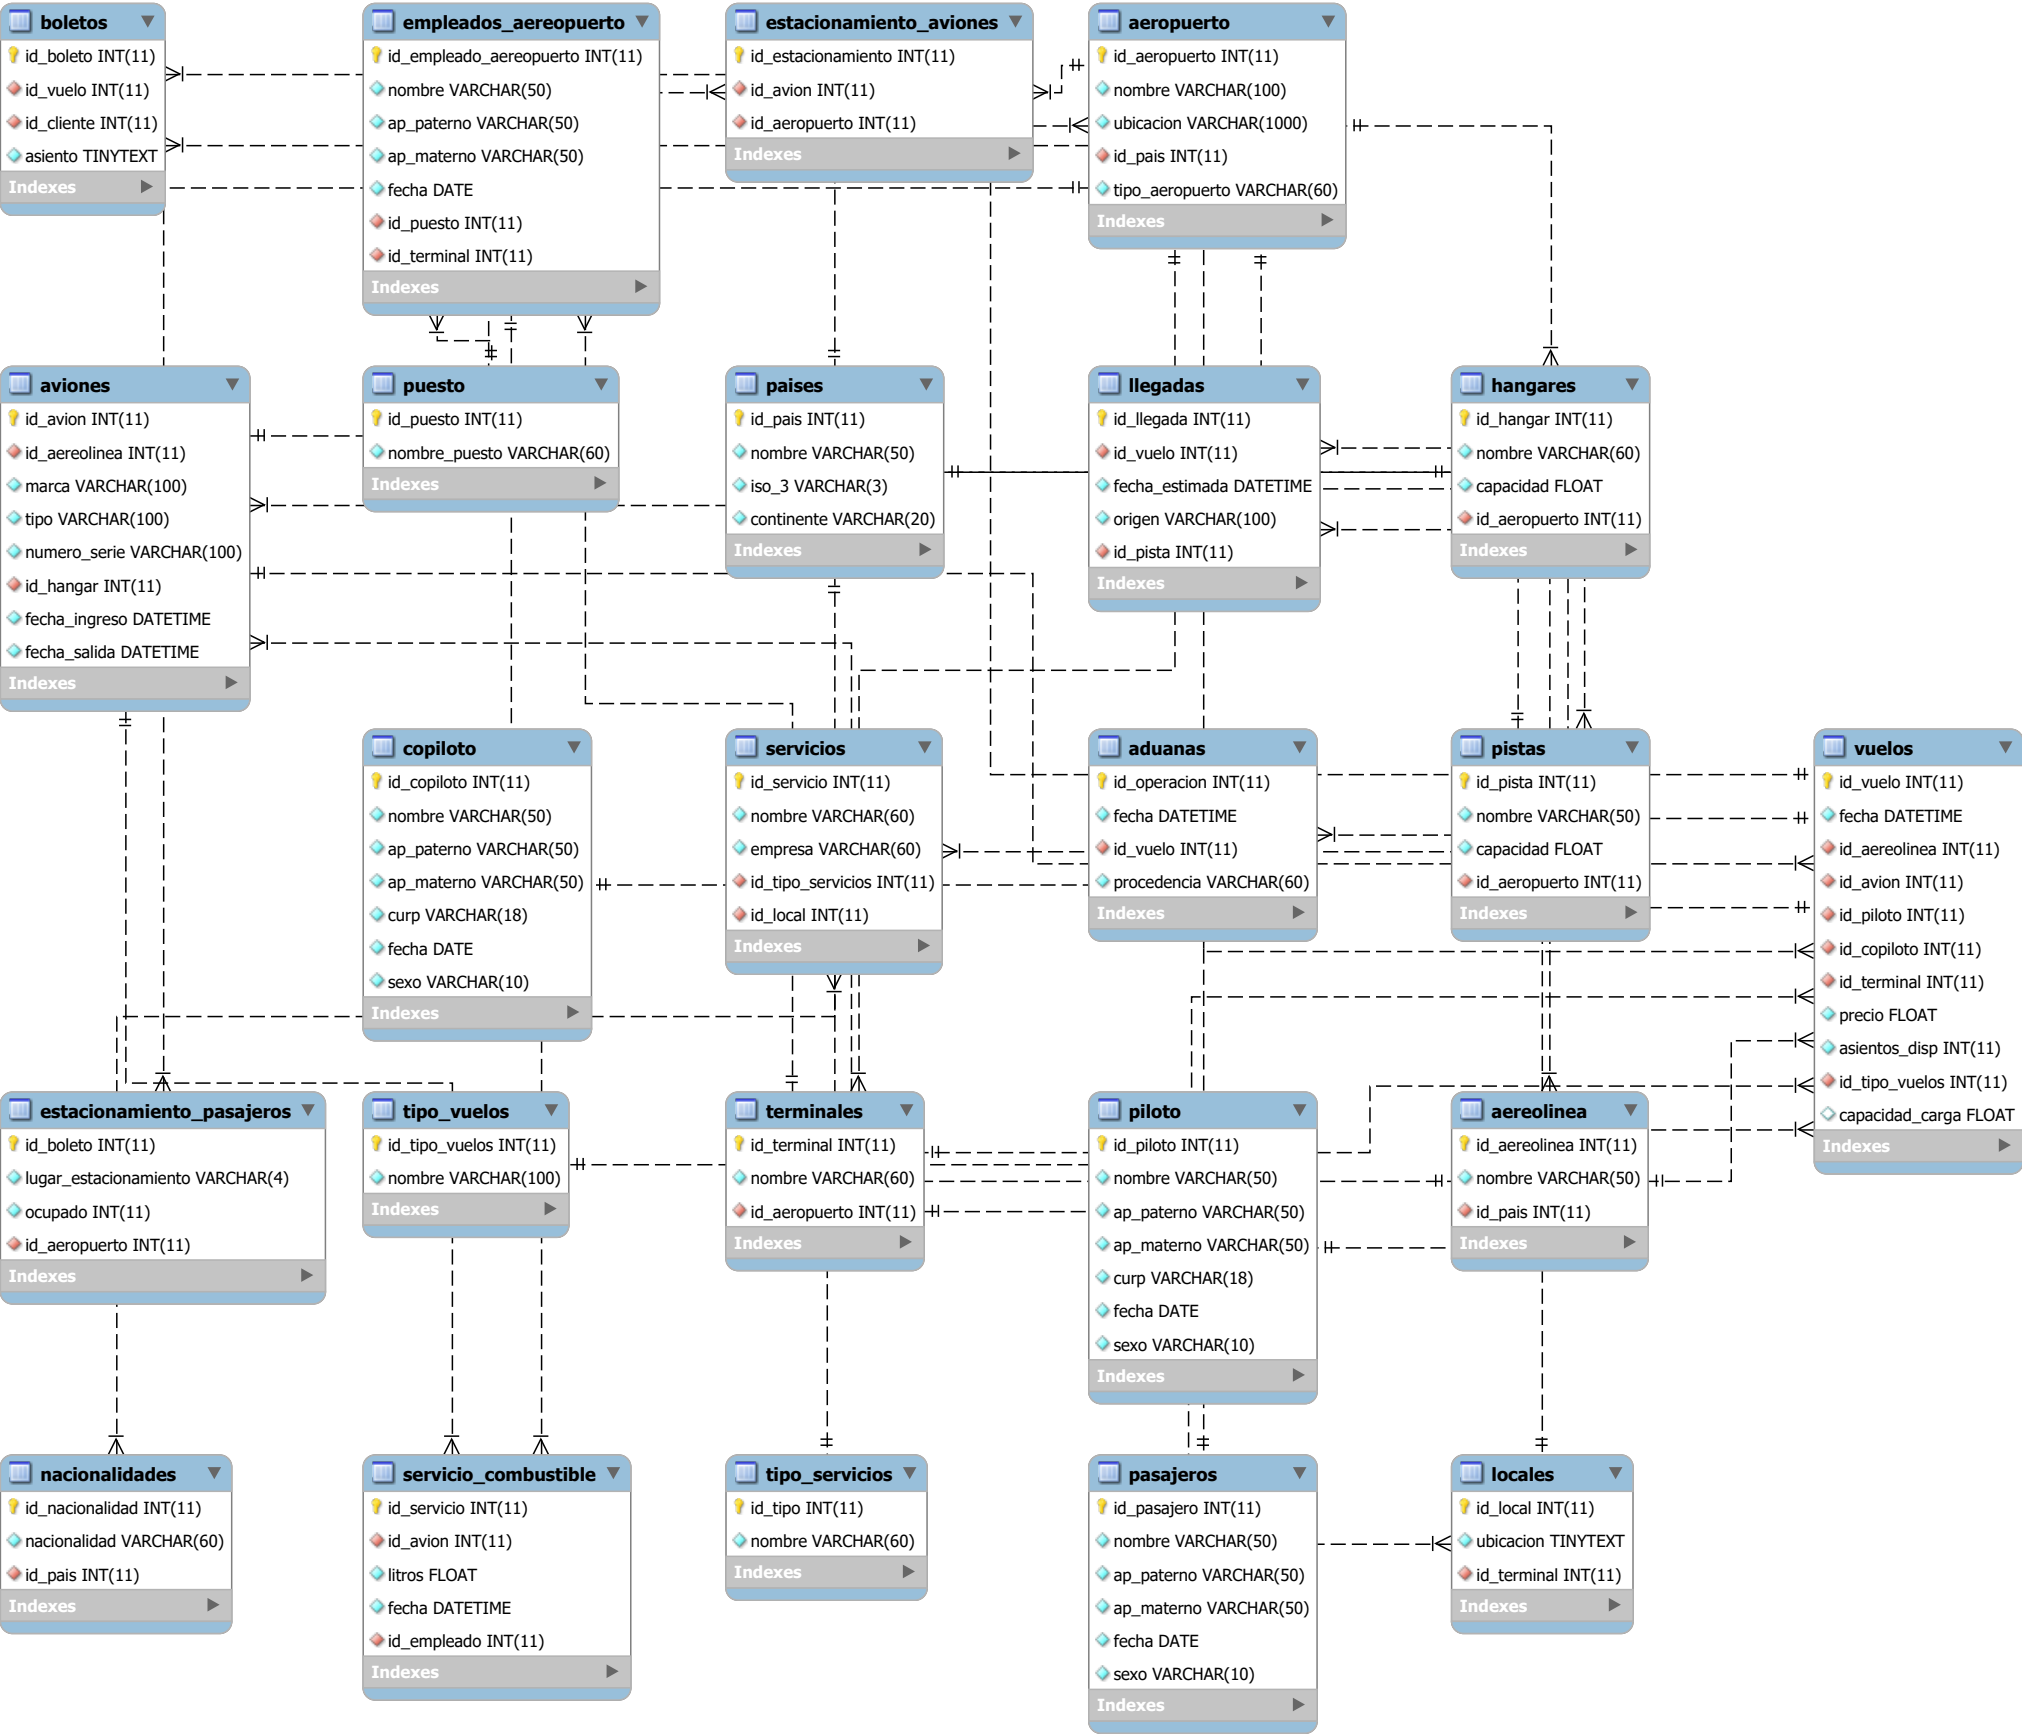 boletos
id_boleto INT(11)
id_vuelo INT(11)
id_cliente INT(11)
asiento TINYTEXT
Indexes
empleados_aereopuerto
id_empleado_aereopuerto INT(11)
nombre VARCHAR(50)
ap_paterno VARCHAR(50)
ap_materno VARCHAR(50)
fecha DATE
id_puesto INT(11)
id_terminal INT(11)
Indexes
estacionamiento_aviones
id_estacionamiento INT(11)
id_avion INT(11)
id_aeropuerto INT(11)
Indexes
aeropuerto
id_aeropuerto INT(11)
nombre VARCHAR(100)
ubicacion VARCHAR(1000)
id_pais INT(11)
tipo_aeropuerto VARCHAR(60)
Indexes
aviones
id_avion INT(11)
id_aereolinea INT(11)
marca VARCHAR(100)
tipo VARCHAR(100)
numero_serie VARCHAR(100)
id_hangar INT(11)
fecha_ingreso DATETIME
fecha_salida DATETIME
Indexes
puesto
id_puesto INT(11)
nombre_puesto VARCHAR(60)
Indexes
paises
id_pais INT(11)
nombre VARCHAR(50)
iso_3 VARCHAR(3)
continente VARCHAR(20)
Indexes
llegadas
id_llegada INT(11)
id_vuelo INT(11)
fecha_estimada DATETIME
origen VARCHAR(100)
id_pista INT(11)
Indexes
hangares
id_hangar INT(11)
nombre VARCHAR(60)
capacidad FLOAT
id_aeropuerto INT(11)
Indexes
copiloto
id_copiloto INT(11)
nombre VARCHAR(50)
ap_paterno VARCHAR(50)
ap_materno VARCHAR(50)
curp VARCHAR(18)
fecha DATE
sexo VARCHAR(10)
Indexes
servicios
id_servicio INT(11)
nombre VARCHAR(60)
empresa VARCHAR(60)
id_tipo_servicios INT(11)
id_local INT(11)
Indexes
aduanas
id_operacion INT(11)
fecha DATETIME
id_vuelo INT(11)
procedencia VARCHAR(60)
Indexes
pistas
id_pista INT(11)
nombre VARCHAR(50)
capacidad FLOAT
id_aeropuerto INT(11)
Indexes
vuelos
id_vuelo INT(11)
fecha DATETIME
id_aereolinea INT(11)
id_avion INT(11)
id_piloto INT(11)
id_copiloto INT(11)
id_terminal INT(11)
precio FLOAT
asientos_disp INT(11)
id_tipo_vuelos INT(11)
capacidad_carga FLOAT
Indexes
estacionamiento_pasajeros
id_boleto INT(11)
lugar_estacionamiento VARCHAR(4)
ocupado INT(11)
id_aeropuerto INT(11)
Indexes
tipo_vuelos
id_tipo_vuelos INT(11)
nombre VARCHAR(100)
Indexes
terminales
id_terminal INT(11)
nombre VARCHAR(60)
id_aeropuerto INT(11)
Indexes
piloto
id_piloto INT(11)
nombre VARCHAR(50)
ap_paterno VARCHAR(50)
ap_materno VARCHAR(50)
curp VARCHAR(18)
fecha DATE
sexo VARCHAR(10)
Indexes
aereolinea
id_aereolinea INT(11)
nombre VARCHAR(50)
id_pais INT(11)
Indexes
nacionalidades
id_nacionalidad INT(11)
nacionalidad VARCHAR(60)
id_pais INT(11)
Indexes
servicio_combustible
id_servicio INT(11)
id_avion INT(11)
litros FLOAT
fecha DATETIME
id_empleado INT(11)
Indexes
tipo_servicios
id_tipo INT(11)
nombre VARCHAR(60)
Indexes
pasajeros
id_pasajero INT(11)
nombre VARCHAR(50)
ap_paterno VARCHAR(50)
ap_materno VARCHAR(50)
fecha DATE
sexo VARCHAR(10)
Indexes
locales
id_local INT(11)
ubicacion TINYTEXT
id_terminal INT(11)
Indexes